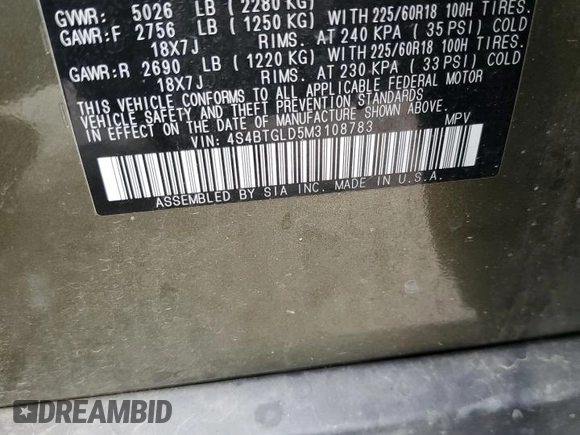 GVWR: 5026 LB ( 2280 KG)
GAWR:F 2756 LB ( 1250 KG) WITH 225/60R18 100H TIRES.
18X7J RIMS. AT 240 KPA ( 35 PSI) COLD
GAWR:R 2690 LB ( 1220 KG) WITH 225/60R18 100H TIRES.
18X7J RIMS. AT 230 KPA ( 33 PSI) COLD
THIS VEHICLE CONFORMS TO ALL APPLICABLE FEDERAL MOTOR
VEHICLE SAFETY AND THEFT PREVENTION STANDARDS
IN EFFECT ON THE DATE OF MANUFACTURE SHOWN ABOVE.
VIN: 4S4BTGLD5M3108783 MPV
ASSEMBLED BY SIA INC. MADE IN U.S.A.
DREAMBID